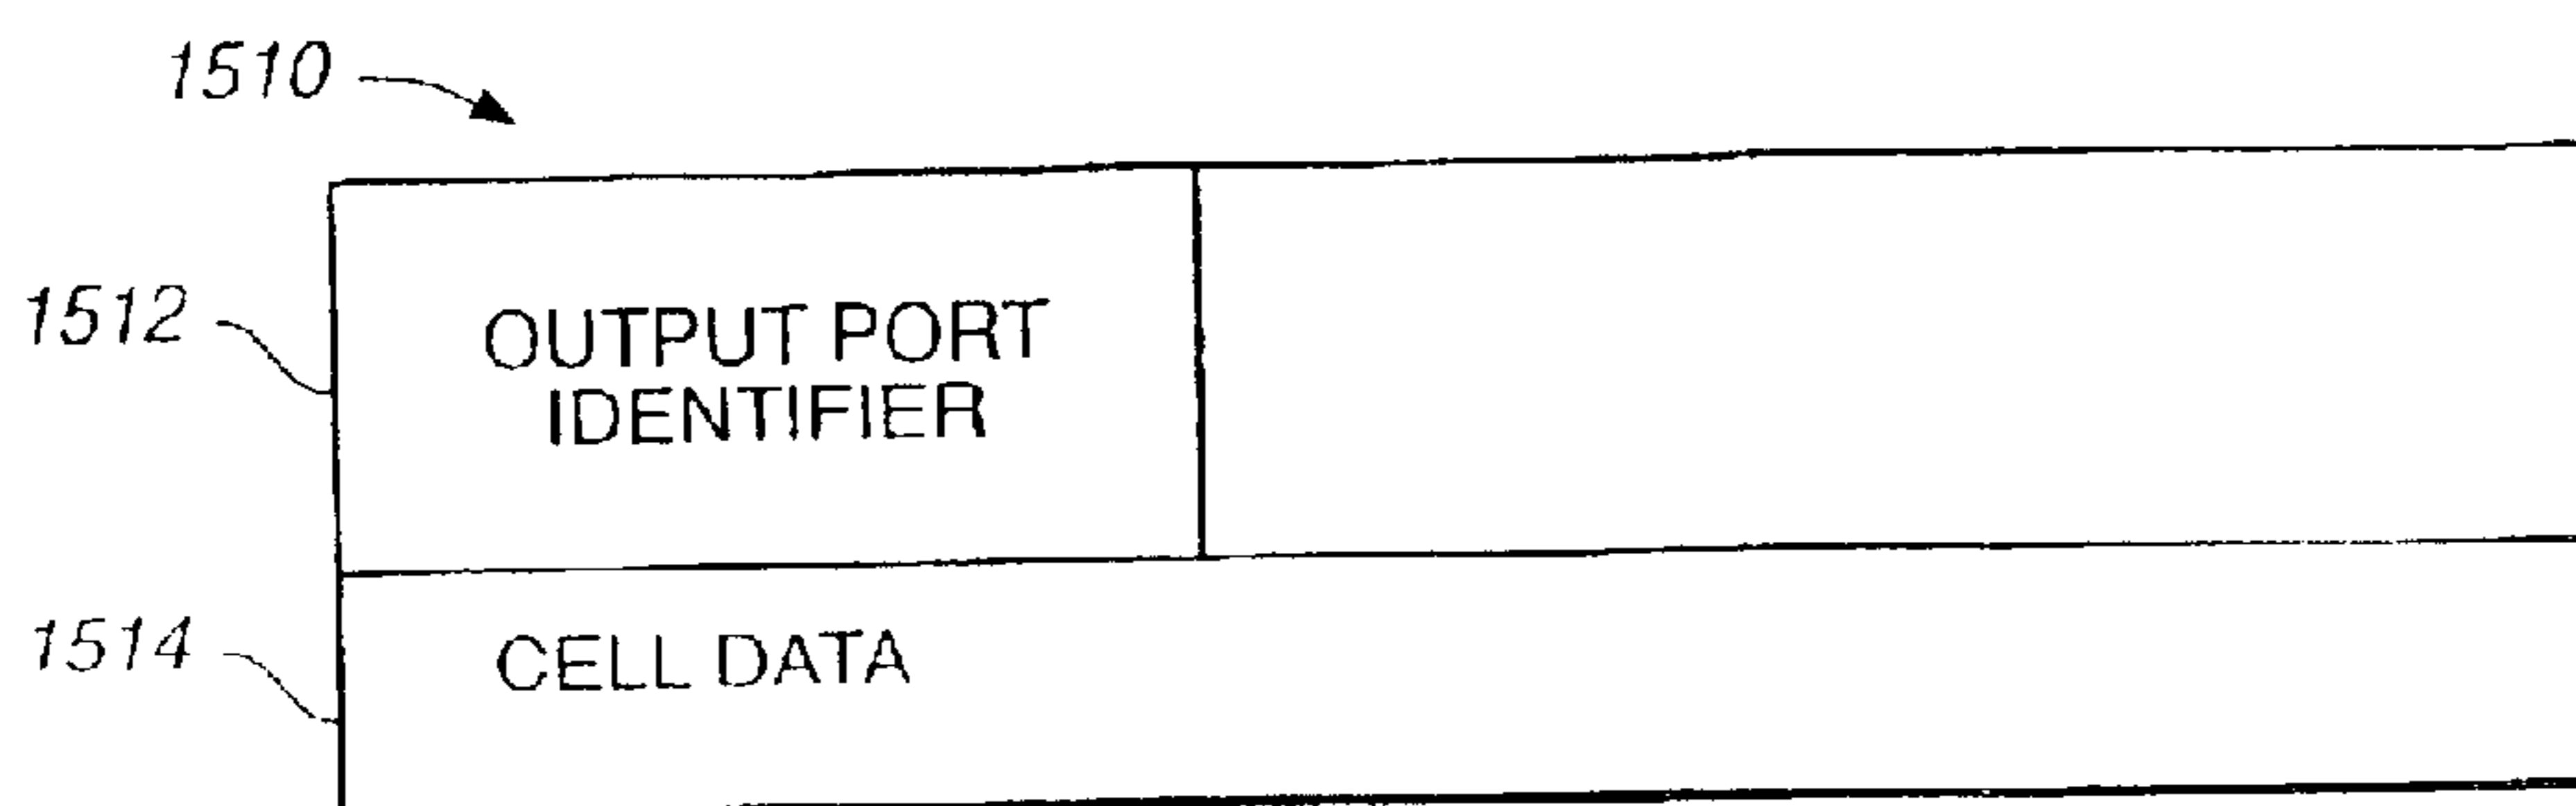 1510
1512
OUTPUT PORT
IDENTIFIER
1514
CELL DATA